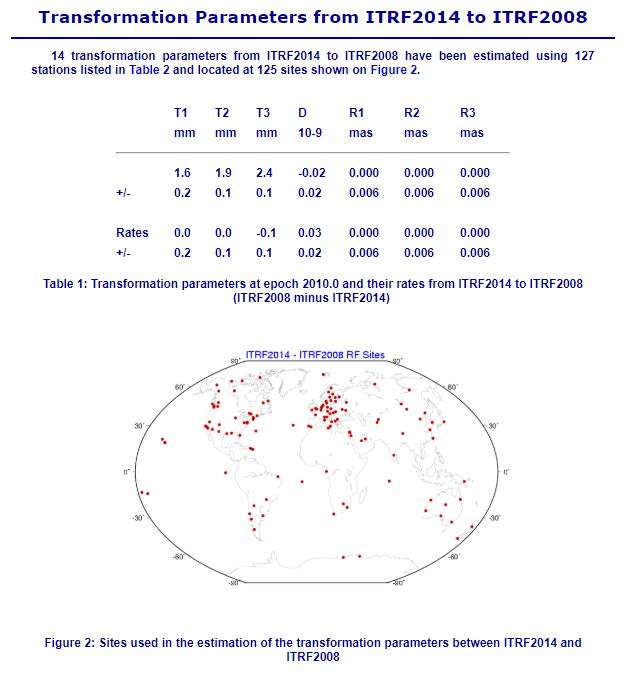 Transformation Parameters from ITRF2014 to ITRF2008
14 transformation parameters from ITRF2014 to ITRF2008 have been estimated using 127
stations listed in Table 2 and located at 125 sites shown on Figure 2.
T1 T2 T3 D R1 R2 R3
mm mm mm 10-9 mas mas mas
1.6 1.9 2.4 -0.02 0.000 0.000 0.000
+/- 0.2 0.1 0.1 0.02 0.006 0.006 0.006
Rates 0.0 0.0 -0.1 0.03 0.000 0.000 0.000
+/- 0.2 0.1 0.1 0.02 0.006 0.006 0.006
Table 1: Transformation parameters at epoch 2010.0 and their rates from ITRF2014 to ITRF2008
(ITRF2008 minus ITRF2014)
ITRF2014 - ITRF2008 RF Sites
90˚ 90˚
60˚ 60˚
30˚ 30˚
0˚ 0˚
-30˚ -30˚
-60˚ -60˚
-90˚ -90˚
Figure 2: Sites used in the estimation of the transformation parameters between ITRF2014 and
ITRF2008